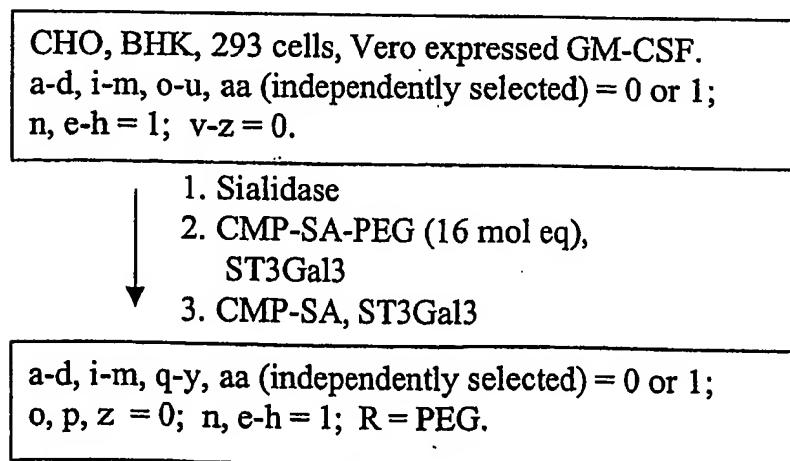 CHO, BHK, 293 cells, Vero expressed GM-CSF.
a-d, i-m, o-u, aa (independently selected) = 0 or 1;
n, e-h = 1; v-z = 0.
1. Sialidase
2. CMP-SA-PEG (16 mol eq),
ST3Gal3
3. CMP-SA, ST3Gal3
a-d, i-m, q-y, aa (independently selected) = 0 or 1;
o, p, z = 0; n, e-h = 1; R = PEG.